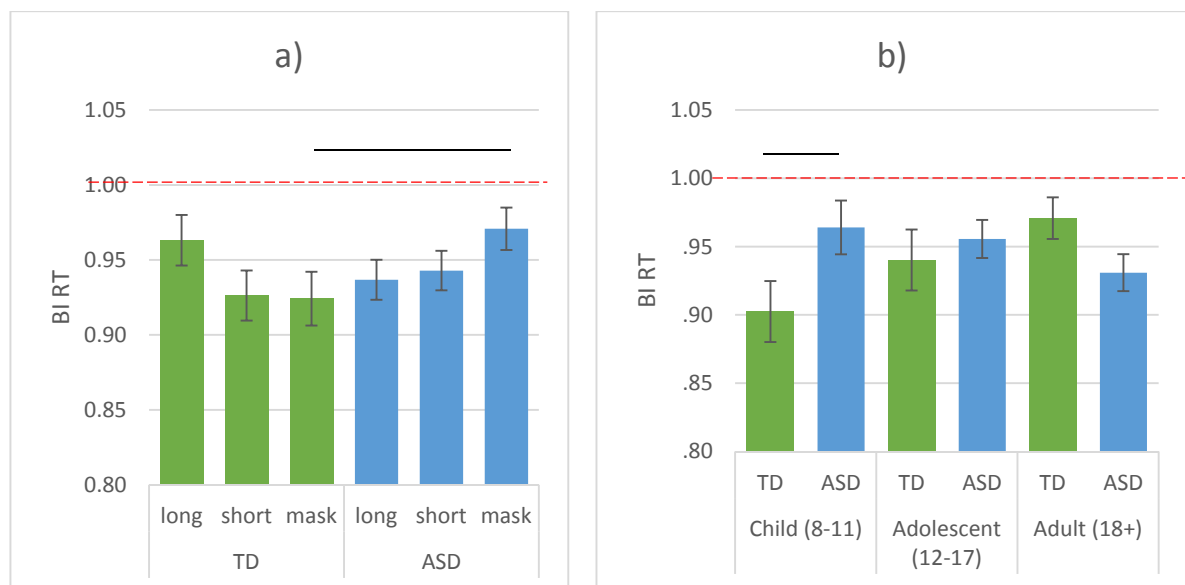 a)
1.05
1.00
0.95
0.90
0.85
0.80
BI RT
long short mask long short mask
TD ASD
b)
1.05
1.00
.95
.90
.85
.80
BI RT
TD ASD TD ASD TD ASD
Child (8-11) Adolescent Adult (18+)
(12-17)